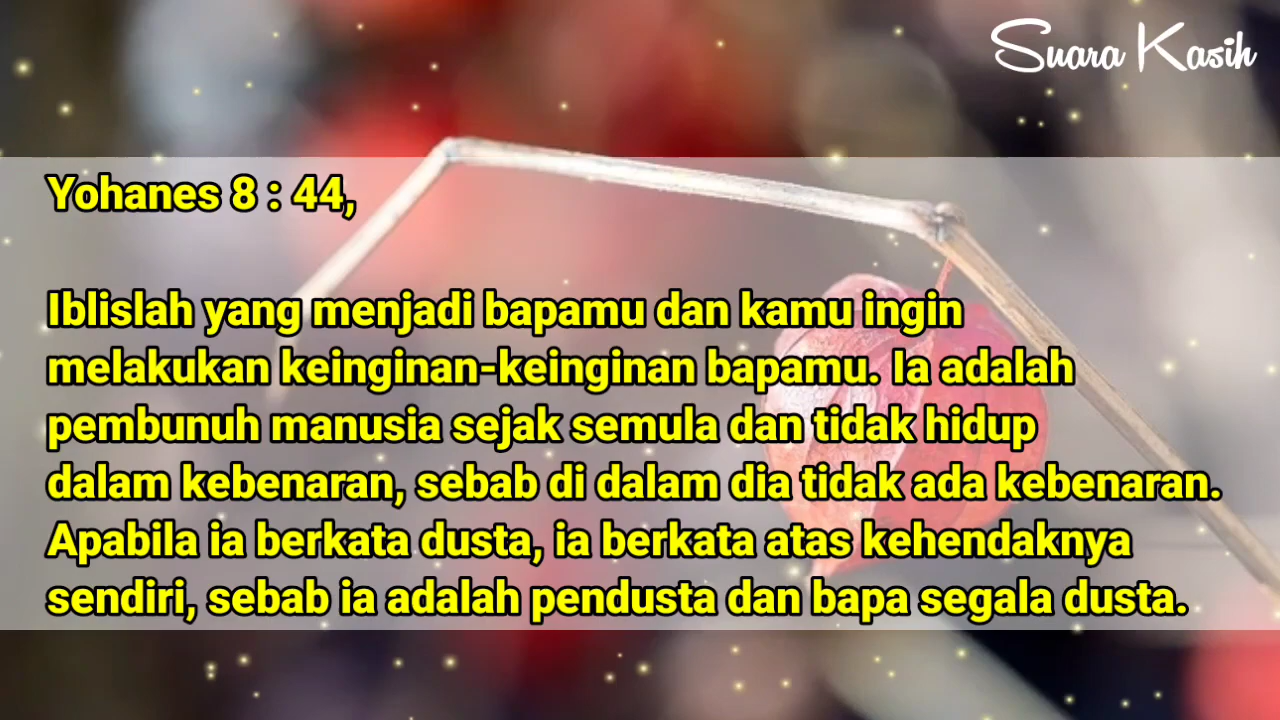 Suara Kasih
Yohanes 8 : 44,
Iblislah yang menjadi bapamu dan kamu ingin
melakukan keinginan-keinginan bapamu. Ia adalah
pembunuh manusia sejak semula dan tidak hidup
dalam kebenaran, sebab di dalam dia tidak ada kebenaran.
Apabila ia berkata dusta, ia berkata atas kehendaknya
sendiri, sebab ia adalah pendusta dan bapa segala dusta.